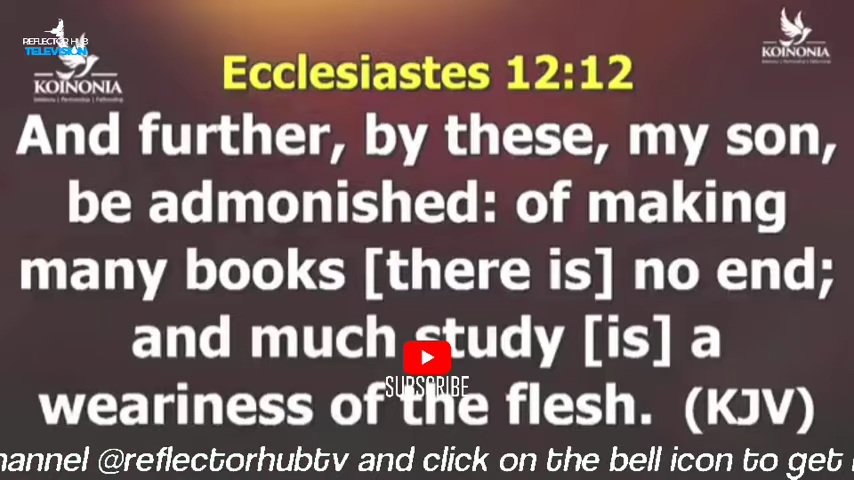 REFLECTOR HUB
TELEVISION
KOINONIA
KOINONIA
Ecclesiastes 12:12
And further, by these, my son,
be admonished: of making
many books [there is] no end;
and much study [is] a
SUBSCRIBE
weariness of the flesh. (KJV)
hannel @reflectorhubtv and click on the bell icon to get